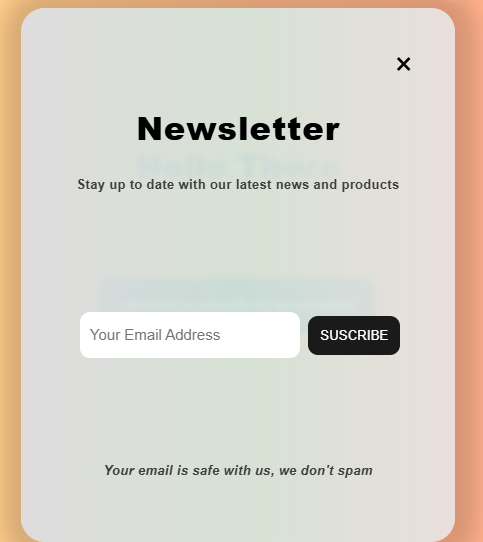 ×
Newsletter
Hello There
Stay up to date with our latest news and products
Your Email Address
SUSCRIBE
Your email is safe with us, we don't spam